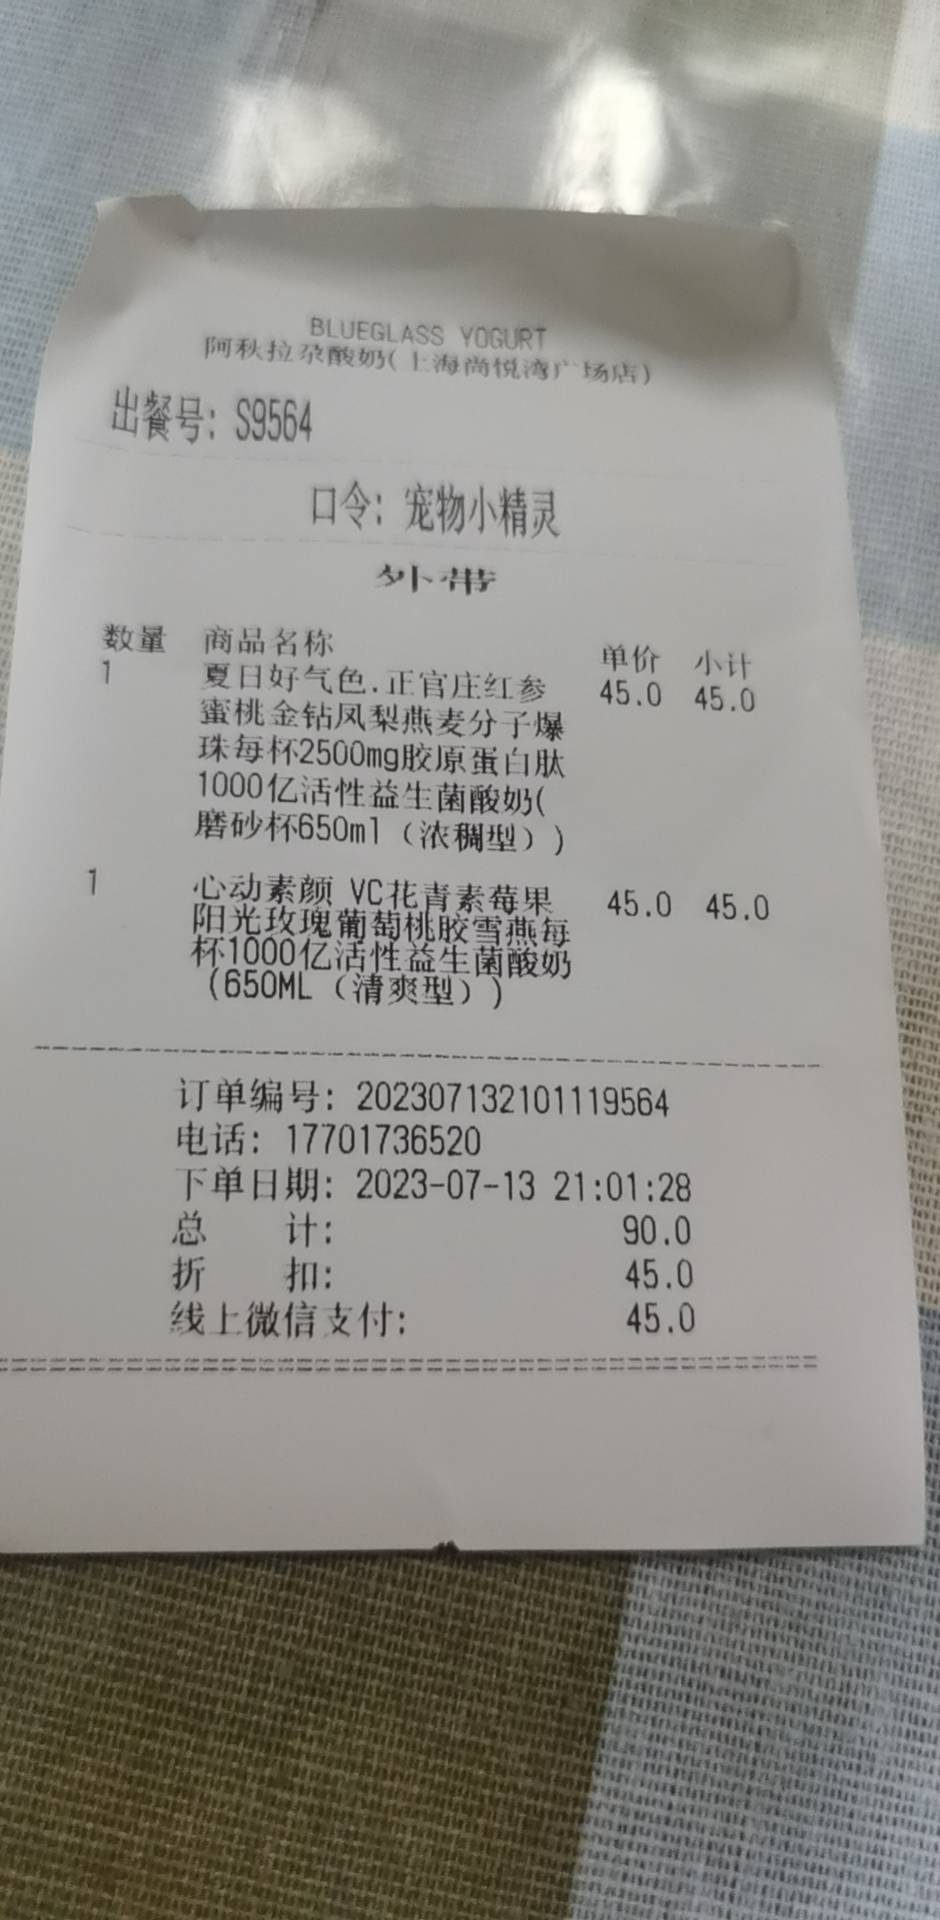 BLUEGLASS YOGURT
阿秋拉尕酸奶(上海尚悦湾广场店)
出餐号: S9564
口令: 宠物小精灵
外带
数量 商品名称 单价 小计
1 夏日好气色.正官庄红参 45.0 45.0
蜜桃金钻凤梨燕麦分子爆
珠每杯2500mg胶原蛋白肽
1000亿活性益生菌酸奶(
磨砂杯650ml（浓稠型）)
1 心动素颜 VC花青素莓果 45.0 45.0
阳光玫瑰葡萄桃胶雪燕每
杯1000亿活性益生菌酸奶
(650ML（清爽型）)
订单编号: 202307132101119564
电话: 17701736520
下单日期: 2023-07-13 21:01:28
总 计: 90.0
折 扣: 45.0
线上微信支付: 45.0